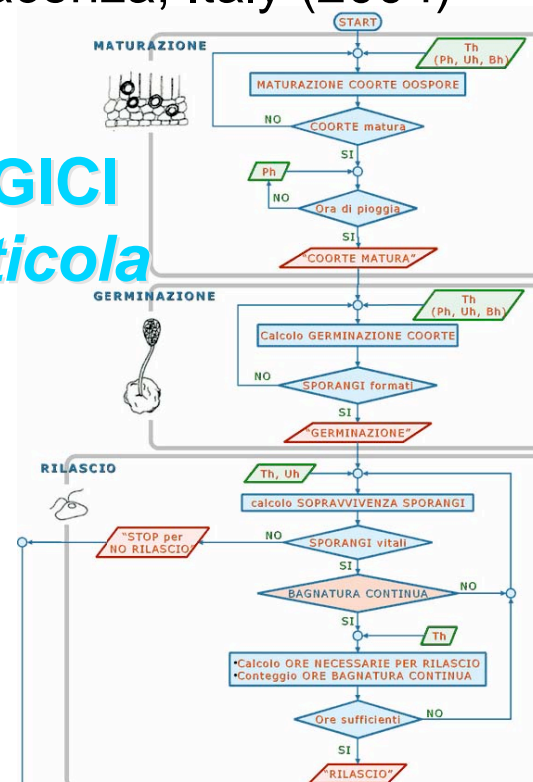 Italy (2004)
START
MATURAZIONE
Th
(Ph, Uh, Bh)
MATURAZIONE COORTE OOSPORE
NO
COORTE matura
SI
GICI
Ph
NO
Ora di pioggia
ticola
SI
"COORTE MATURA"
GERMINAZIONE
Th
(Ph, Uh, Bh)
Calcolo GERMINAZIONE COORTE
NO
SPORANGI formati
SI
"GERMINAZIONE"
RILASCIO
Th, Uh
calcolo SOPRAVVIVENZA SPORANGI
"STOP per
NO RILASCIO"
NO
SPORANGI vitali
SI
BAGNATURA CONTINUA
NO
SI
Th
•Calcolo ORE NECESSARIE PER RILASCIO
•Conteggio ORE BAGNATURA CONTINUA
Ore sufficienti
NO
SI
"RILASCIO"